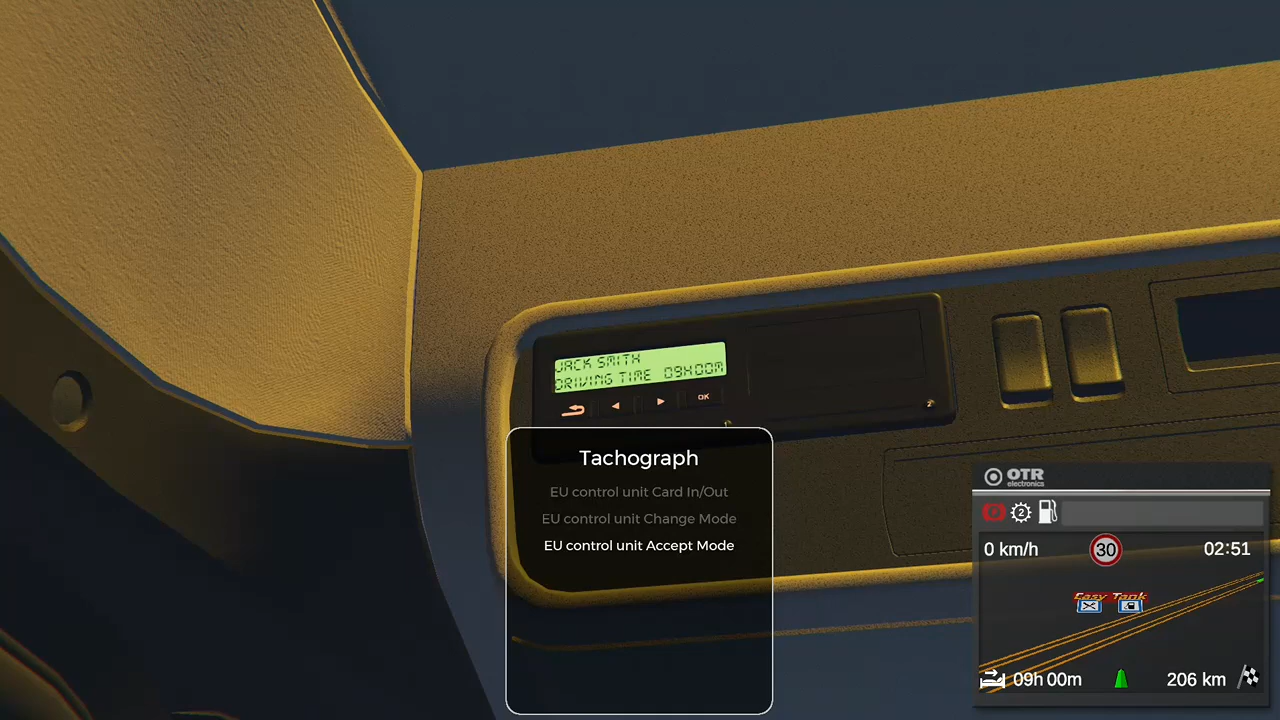 JACK SMITH
DRIVING TIME 09H00M
OK
Tachograph
EU control unit Card In/Out
EU control unit Change Mode
EU control unit Accept Mode
OTR
electronics
2
0 km/h
30
02:51
Easy Tank
09h 00m
206 km